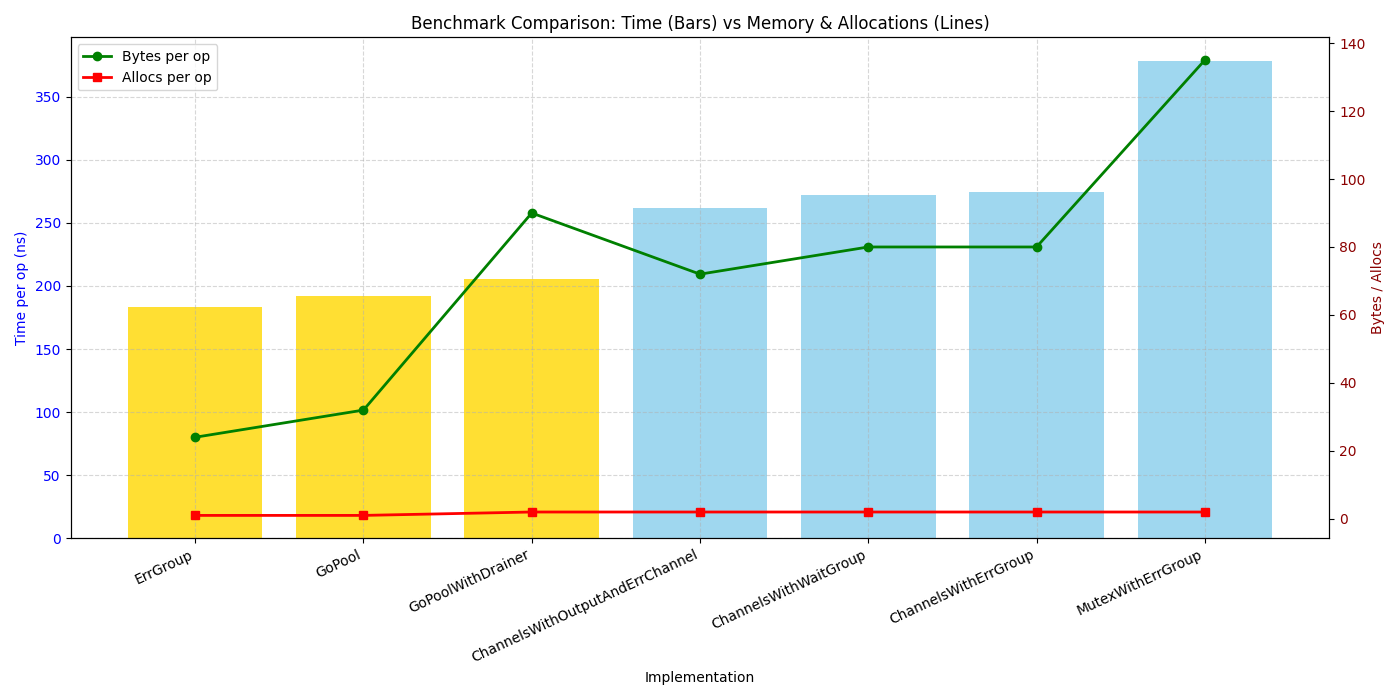 Benchmark Comparison: Time (Bars) vs Memory & Allocations (Lines)
Bytes per op
Allocs per op
Time per op (ns)
350
300
250
200
150
100
50
0
140
120
100
80
60
40
20
0
Bytes / Allocs
ErrGroup
GoPool
GoPoolWithDrainer
ChannelsWithOutputAndErrChannel
ChannelsWithWaitGroup
ChannelsWithErrGroup
MutexWithErrGroup
Implementation